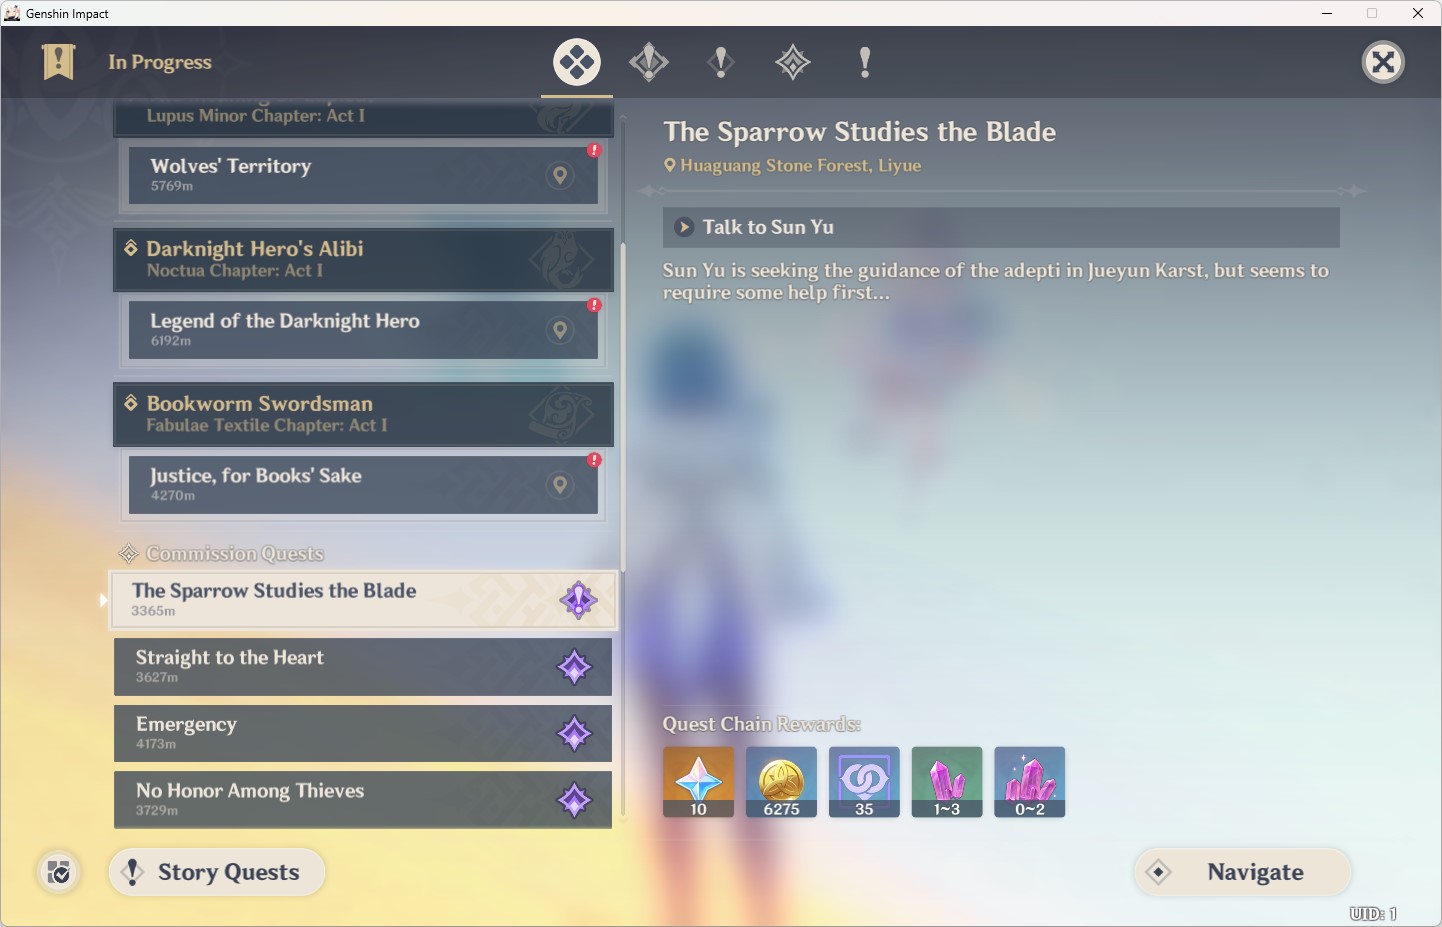 Genshin Impact
In Progress
Lupus Minor Chapter: Act I
Wolves' Territory
5769m
Darknight Hero's Alibi
Noctua Chapter: Act I
Legend of the Darknight Hero
6192m
Bookworm Swordsman
Fabulae Textile Chapter: Act I
Justice, for Books' Sake
4270m
Commission Quests
The Sparrow Studies the Blade
3365m
Straight to the Heart
3627m
Emergency
4173m
No Honor Among Thieves
3729m
Story Quests
The Sparrow Studies the Blade
Huaguang Stone Forest, Liyue
Talk to Sun Yu
Sun Yu is seeking the guidance of the adepti in Jueyun Karst, but seems to
require some help first...
Quest Chain Rewards:
10
6275
35
1~3
0~2
Navigate
UID: 1